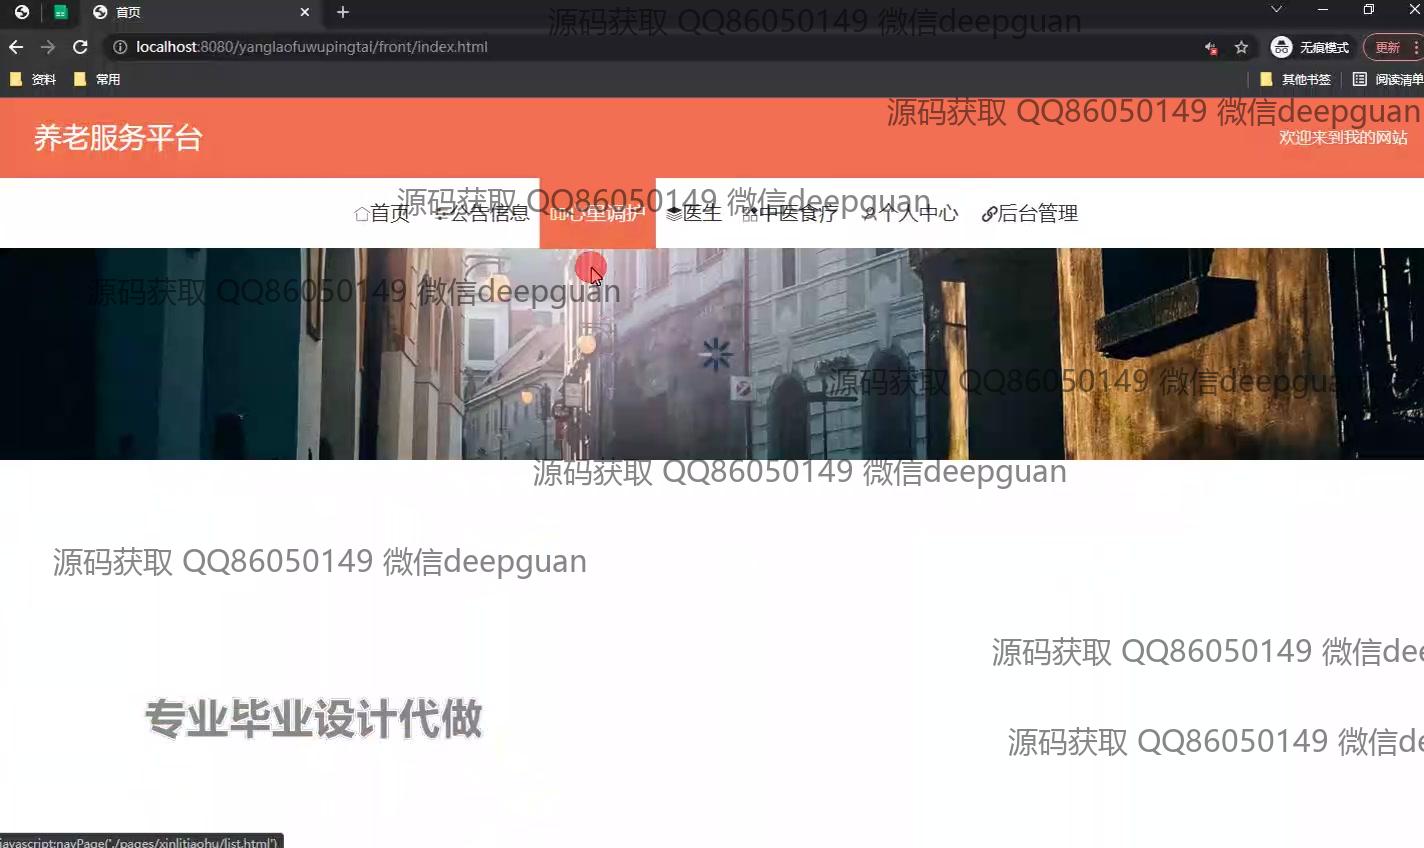 首页
源码获取 QQ86050149 微信deepguan
localhost:8080/yanglaofuwupingtai/front/index.html
无痕模式
更新
资料
常用
其他书签
阅读清单
源码获取 QQ86050149 微信deepguan
养老服务平台
欢迎来到我的网站
源码获取 QQ86050149 微信deepguan
首页
公告信息
心理调护
医生
中医食疗
个人中心
后台管理
源码获取 QQ86050149 微信deepguan
源码获取 QQ86050149 微信deepguan
源码获取 QQ86050149 微信deepguan
源码获取 QQ86050149 微信deepguan
源码获取 QQ86050149 微信dee
专业毕业设计代做
源码获取 QQ86050149 微信de
javascript:navPage('./pages/xinlitiaohu/list.html')